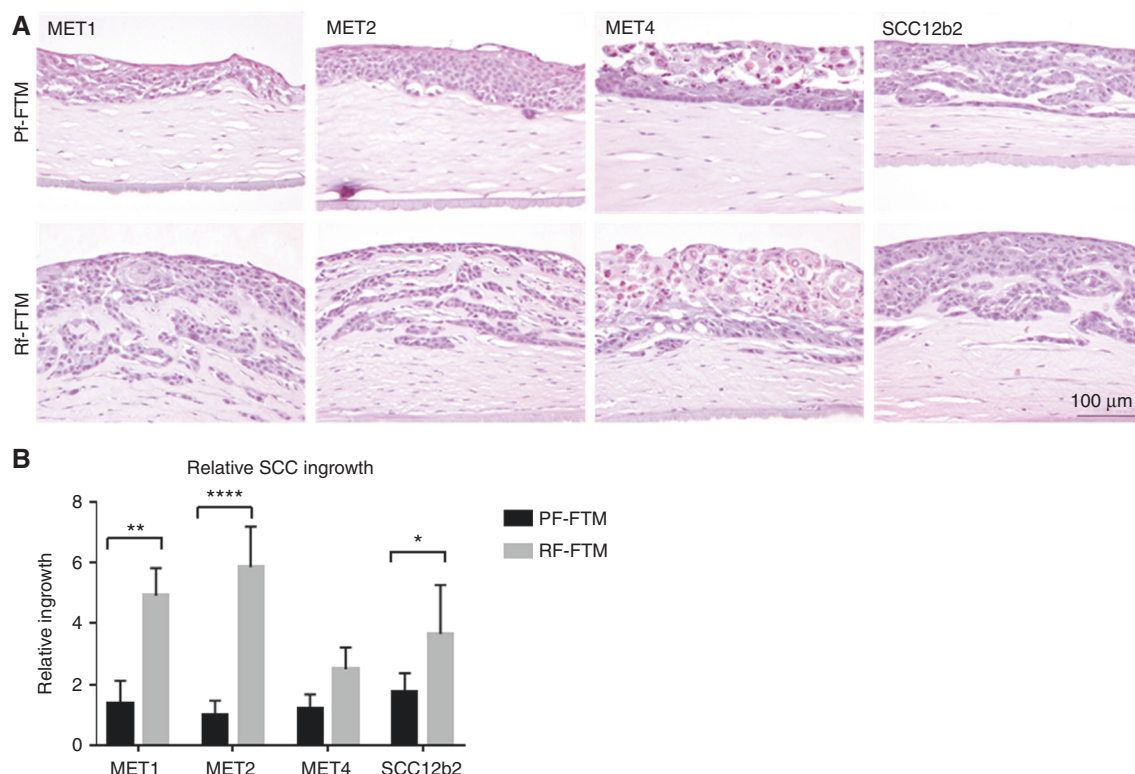 A
MET1
MET2
MET4
SCC12b2
Pf-FTM
Rf-FTM
100 μm
B
Relative SCC ingrowth
8
6
4
2
0
Relative ingrowth
**
****
*
PF-FTM
RF-FTM
MET1
MET2
MET4
SCC12b2